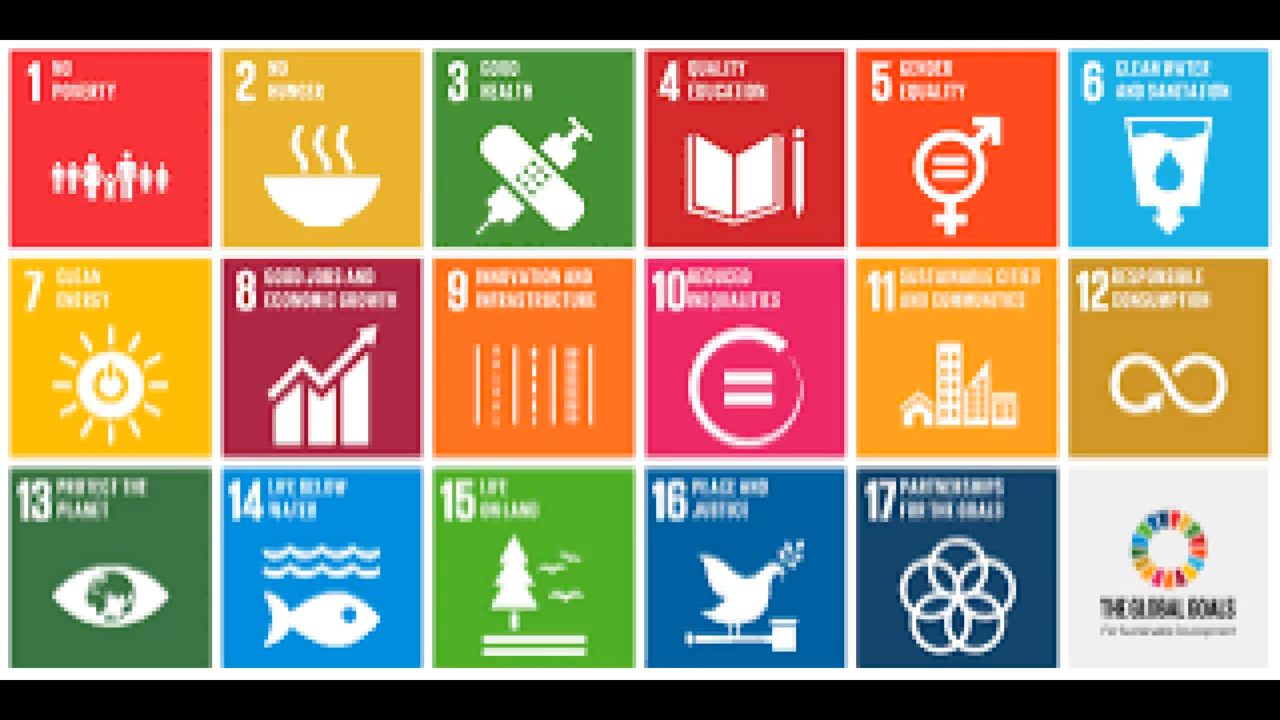 1 NO
POVERTY
2 NO
HUNGER
3 GOOD
HEALTH
4 QUALITY
EDUCATION
5 GENDER
EQUALITY
6 CLEAN WATER
AND SANITATION
7 CLEAN
ENERGY
8 GOOD JOBS AND
ECONOMIC GROWTH
9 INNOVATION AND
INFRASTRUCTURE
10 REDUCED
INEQUALITIES
11 SUSTAINABLE CITIES
AND COMMUNITIES
12 RESPONSIBLE
CONSUMPTION
13 PROTECT THE
PLANET
14 LIFE BELOW
WATER
15 LIFE
ON LAND
16 PEACE AND
JUSTICE
17 PARTNERSHIPS
FOR THE GOALS
THE GLOBAL GOALS
For Sustainable Development